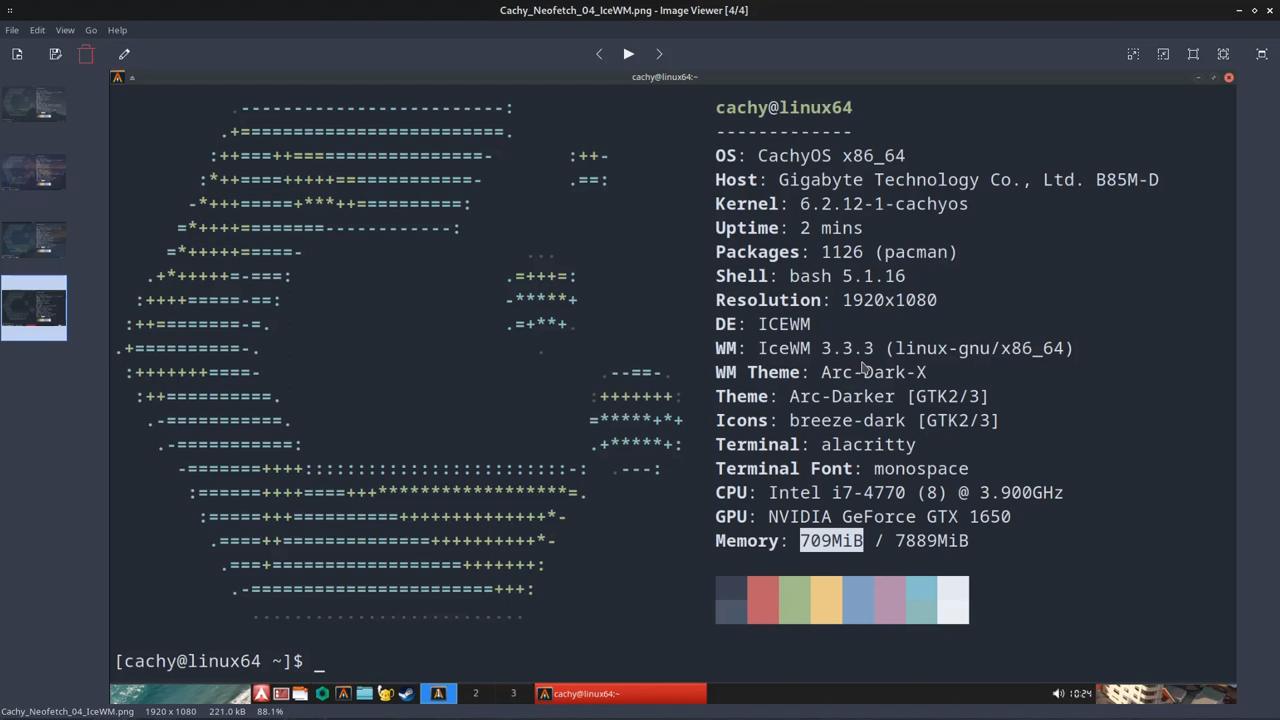 Cachy_Neofetch_04_IceWM.png - Image Viewer [4/4]
File Edit View Go Help
cachy@linux64:~
cachy@linux64
-------------
OS: CachyOS x86_64
Host: Gigabyte Technology Co., Ltd. B85M-D
Kernel: 6.2.12-1-cachyos
Uptime: 2 mins
Packages: 1126 (pacman)
Shell: bash 5.1.16
Resolution: 1920x1080
DE: ICEWM
WM: IceWM 3.3.3 (linux-gnu/x86_64)
WM Theme: Arc-Dark-X
Theme: Arc-Darker [GTK2/3]
Icons: breeze-dark [GTK2/3]
Terminal: alacritty
Terminal Font: monospace
CPU: Intel i7-4770 (8) @ 3.900GHz
GPU: NVIDIA GeForce GTX 1650
Memory: 709MiB / 7889MiB
[cachy@linux64 ~]$ _
2 3 cachy@linux64:~ 10:24
Cachy_Neofetch_04_IceWM.png 1920 x 1080 221.0 kB 88.1%